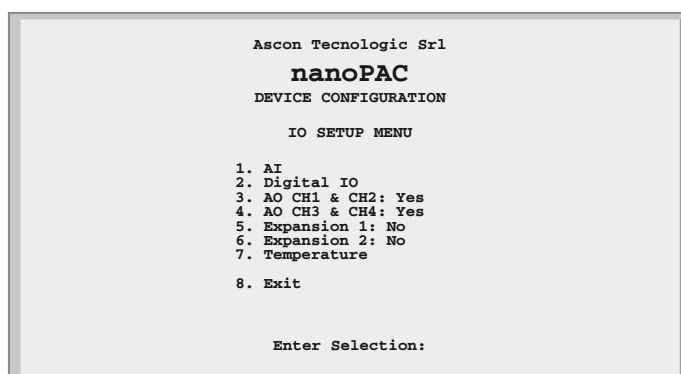 Ascon Tecnologic Srl
nanoPAC
DEVICE CONFIGURATION
IO SETUP MENU
1. AI
2. Digital IO
3. AO CH1 & CH2: Yes
4. AO CH3 & CH4: Yes
5. Expansion 1: No
6. Expansion 2: No
7. Temperature
8. Exit
Enter Selection: